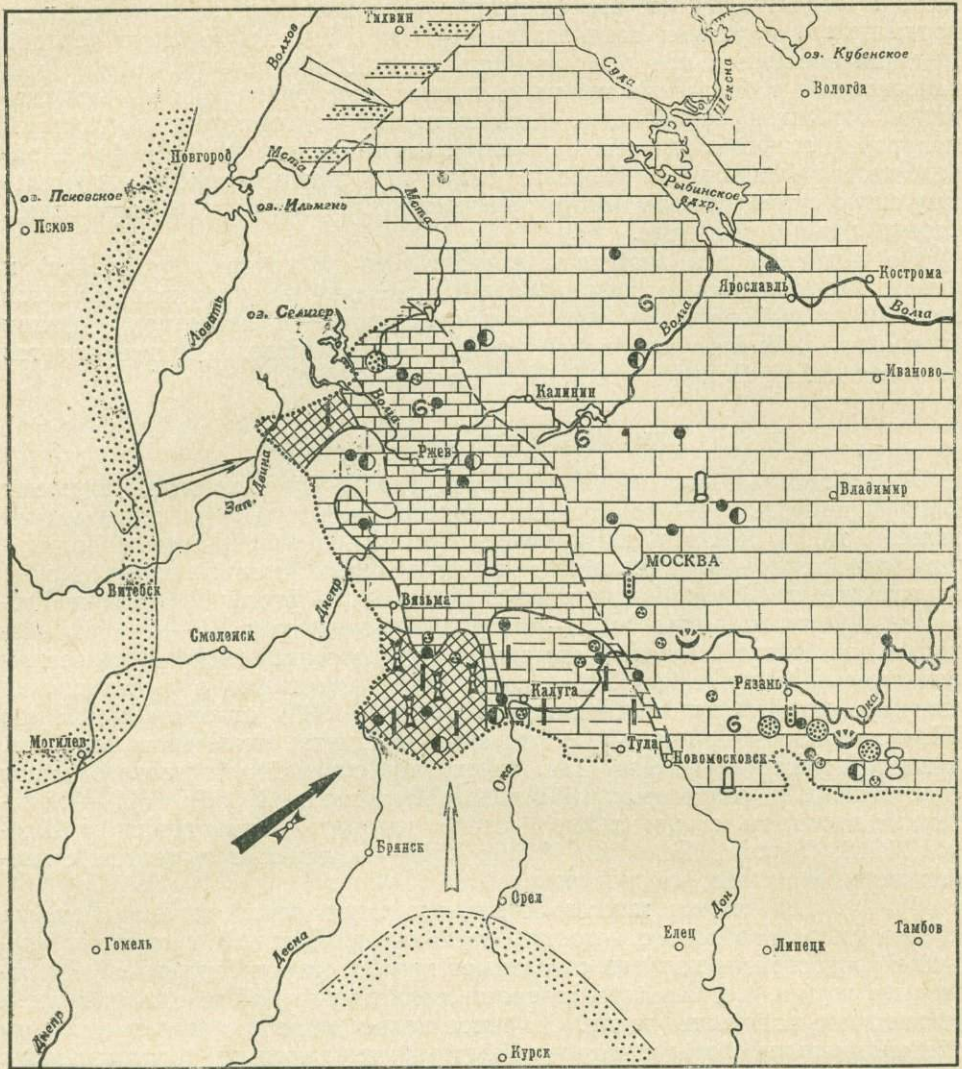 Тихвин
Волхов
Суда
Шексна
оз. Кубенское
Вологда
Новгород
Мста
оз. Псковское
Псков
оз. Ильмень
Мста
Рыбинское
вдхр.
Кострома
Ярославль
Волга
Волга
Ловать
оз. Селигер
Иваново
Калинин
Волга
Ржев
Зап. Двина
Владимир
МОСКВА
Витебск
Днепр
Вязьма
Смоленск
Рязань
Калуга
Ока
Могилев
Тула
Новомосковск
Ока
Брянск
Орел
Дон
Гомель
Десна
Елец
Липецк
Тамбов
Днепр
Курск